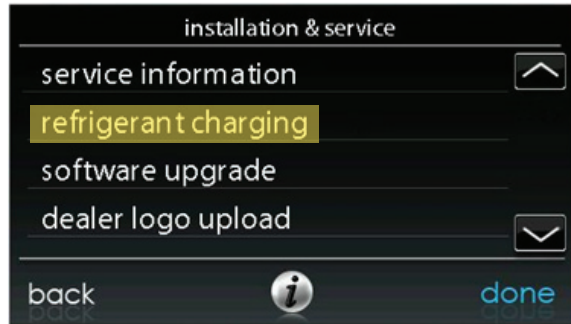 installation & service
service information
refrigerant charging
software upgrade
dealer logo upload
back i done